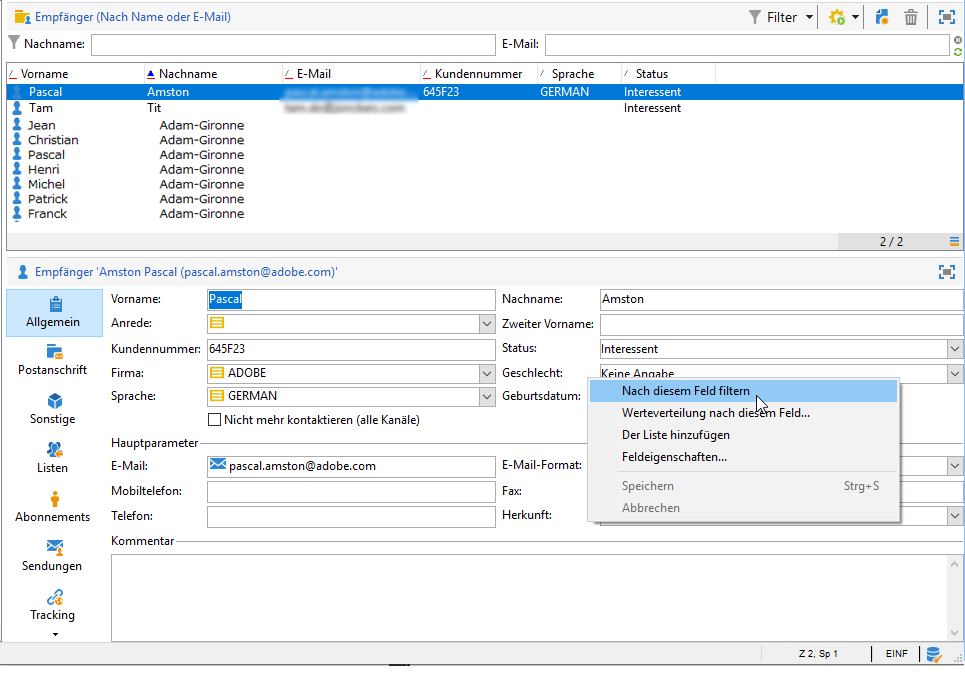 Empfänger (Nach Name oder E-Mail) Filter
Nachname: E-Mail:
Vorname Nachname E-Mail Kundennummer Sprache Status
Pascal Amston 645F23 GERMAN Interessent
Tam Tit Interessent
Jean Adam-Gironne
Christian Adam-Gironne
Pascal Adam-Gironne
Henri Adam-Gironne
Michel Adam-Gironne
Patrick Adam-Gironne
Franck Adam-Gironne
2 / 2
Empfänger 'Amston Pascal (pascal.amston@adobe.com)'
Allgemein
Postanschrift
Sonstige
Listen
Abonnements
Sendungen
Tracking
Vorname: Pascal Nachname: Amston
Anrede: Zweiter Vorname:
Kundennummer: 645F23 Status: Interessent
Firma: ADOBE Geschlecht: Keine Angabe
Sprache: GERMAN Geburtsdatum:
Nicht mehr kontaktieren (alle Kanäle)
Hauptparameter
E-Mail: pascal.amston@adobe.com E-Mail-Format:
Mobiltelefon: Fax:
Telefon: Herkunft:
Kommentar
Nach diesem Feld filtern
Werteverteilung nach diesem Feld...
Der Liste hinzufügen
Feldeigenschaften...
Speichern Strg+S
Abbrechen
Z 2, Sp 1 EINF